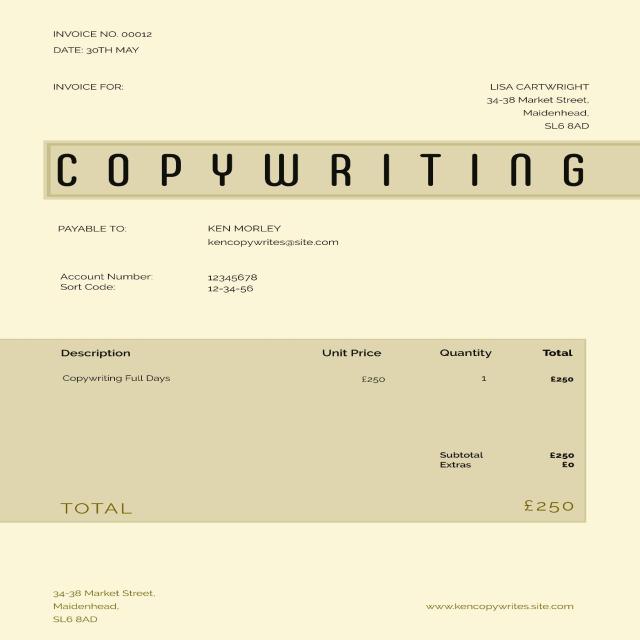 INVOICE NO. 00012
DATE: 30TH MAY
INVOICE FOR:
LISA CARTWRIGHT
34-38 Market Street,
Maidenhead,
SL6 8AD
COPYWRITING
PAYABLE TO: KEN MORLEY
kencopywrites@site.com
Account Number: 12345678
Sort Code: 12-34-56
Description Unit Price Quantity Total
Copywriting Full Days £250 1 £250
Subtotal £250
Extras £0
TOTAL £250
34-38 Market Street,
Maidenhead,
SL6 8AD
www.kencopywrites.site.com